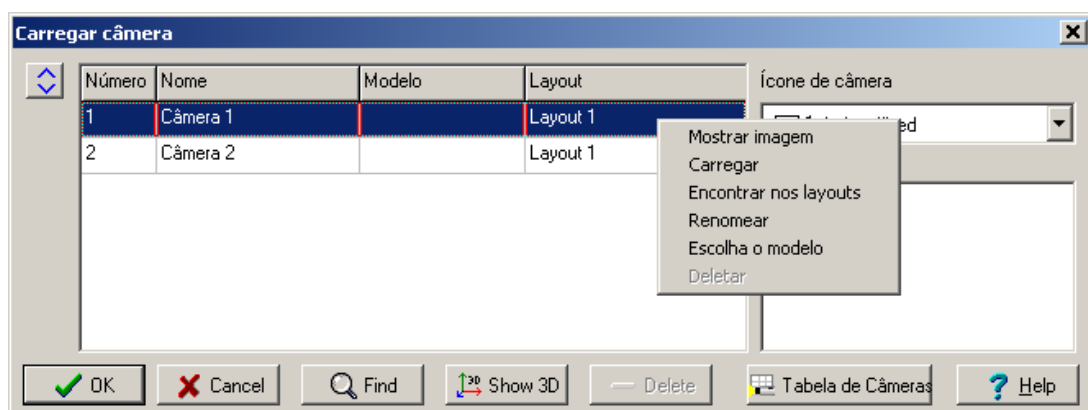 Carregar câmera
Número Nome Modelo Layout
Ícone de câmera
1 Câmera 1 Layout 1
2 Câmera 2 Layout 1
Mostrar imagem
Carregar
Encontrar nos layouts
Renomear
Escolha o modelo
Deletar
OK Cancel Find 3D Show 3D Delete Tabela de Câmeras ? Help